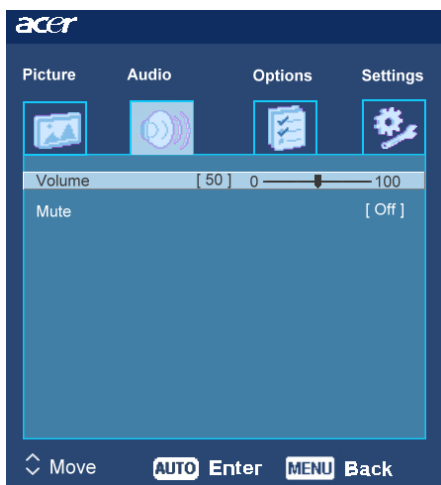 acer
Picture Audio Options Settings
Volume [ 50 ] 0 100
Mute [ Off ]
Move AUTO Enter MENU Back